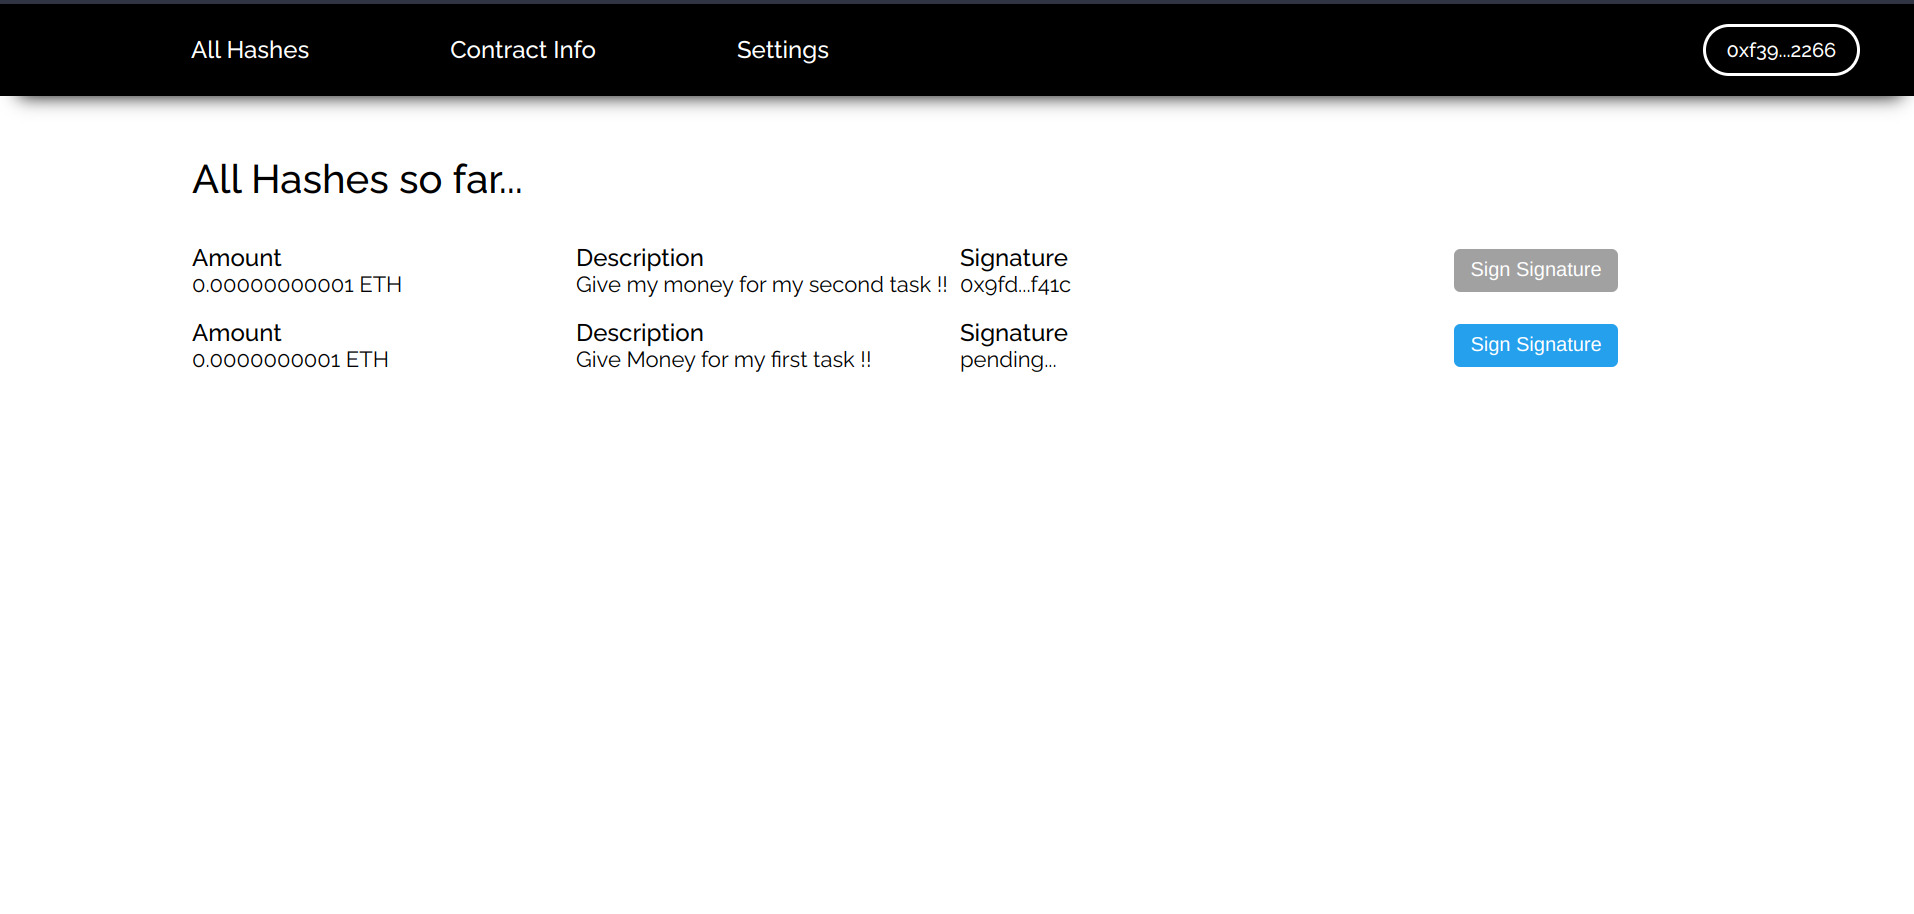 All Hashes Contract Info Settings 0xf39...2266
All Hashes so far...
Amount Description Signature
0.00000000001 ETH Give my money for my second task !! 0x9fd...f41c Sign Signature
Amount Description Signature
0.0000000001 ETH Give Money for my first task !! pending... Sign Signature